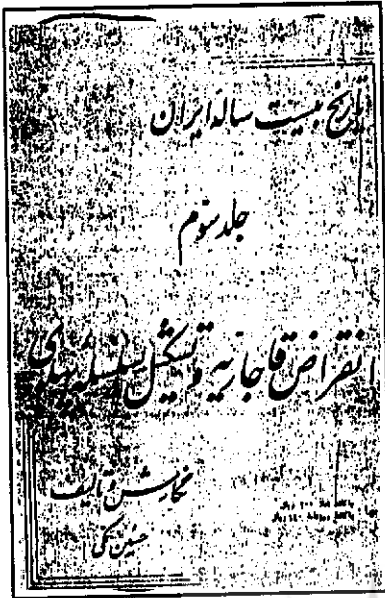 تاریخ بیست ساله ایران
جلد سوم
انقراض قاجاریه و تشکیل سلسله پهلوی
نگارش و تألیف
حسین مکی